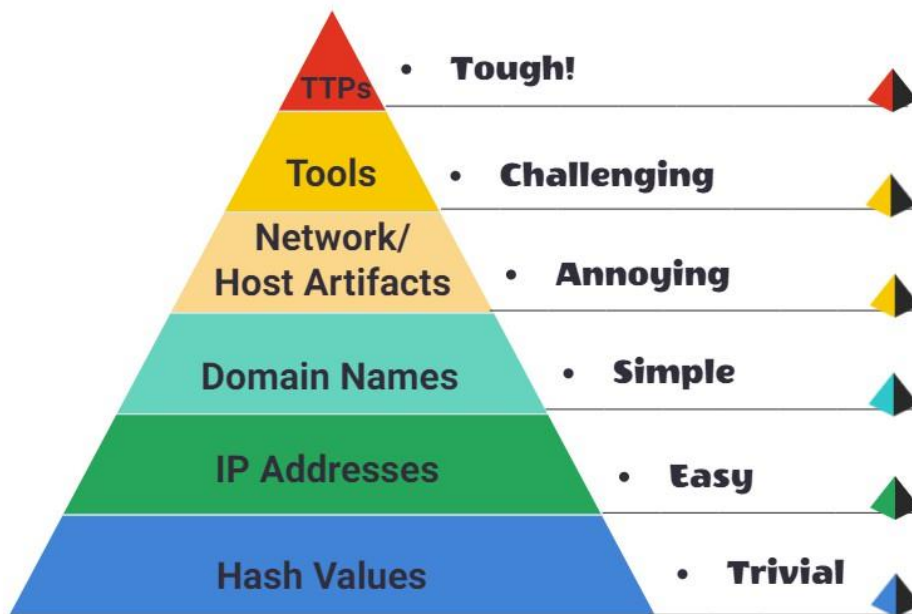 TTPs
• Tough!
Tools
• Challenging
Network/
Host Artifacts
• Annoying
Domain Names
• Simple
IP Addresses
• Easy
Hash Values
• Trivial